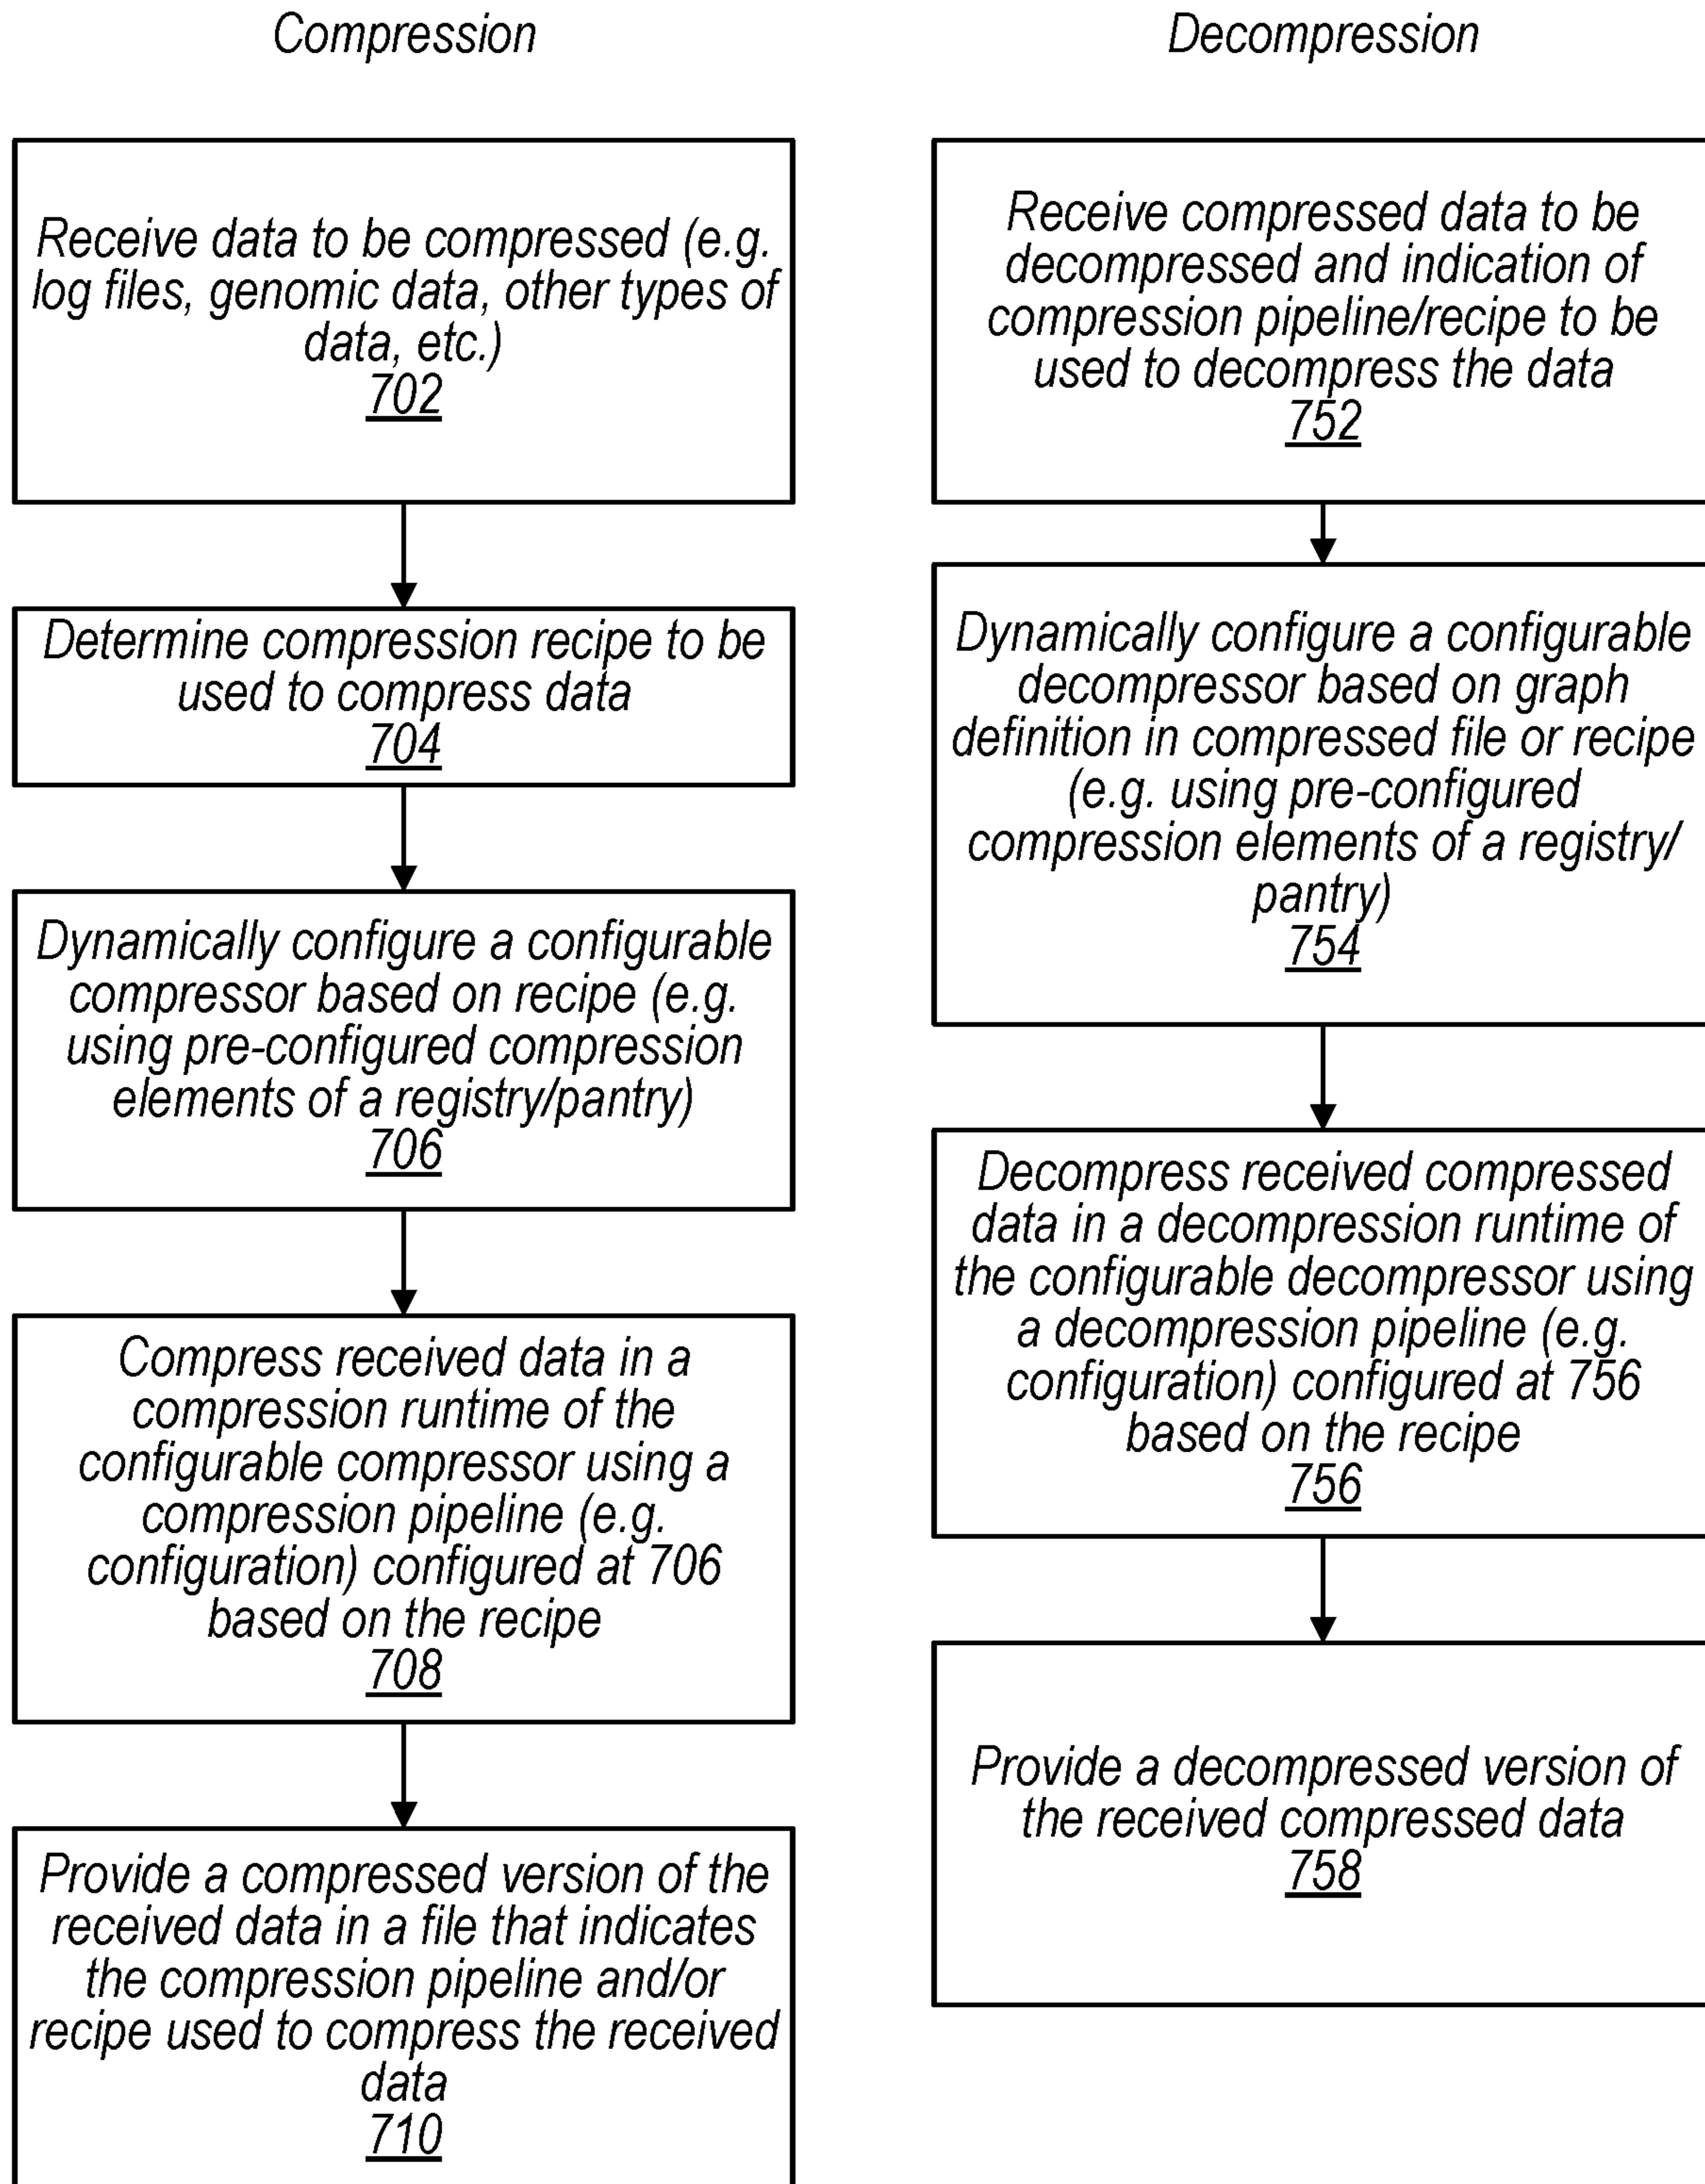 Compression
Receive data to be compressed (e.g.
log files, genomic data, other types of
data, etc.)
702
Determine compression recipe to be
used to compress data
704
Dynamically configure a configurable
compressor based on recipe (e.g.
using pre-configured compression
elements of a registry/pantry)
706
Compress received data in a
compression runtime of the
configurable compressor using a
compression pipeline (e.g.
configuration) configured at 706
based on the recipe
708
Provide a compressed version of the
received data in a file that indicates
the compression pipeline and/or
recipe used to compress the received
data
710
Decompression
Receive compressed data to be
decompressed and indication of
compression pipeline/recipe to be
used to decompress the data
752
Dynamically configure a configurable
decompressor based on graph
definition in compressed file or recipe
(e.g. using pre-configured
compression elements of a registry/
pantry)
754
Decompress received compressed
data in a decompression runtime of
the configurable decompressor using
a decompression pipeline (e.g.
configuration) configured at 756
based on the recipe
756
Provide a decompressed version of
the received compressed data
758